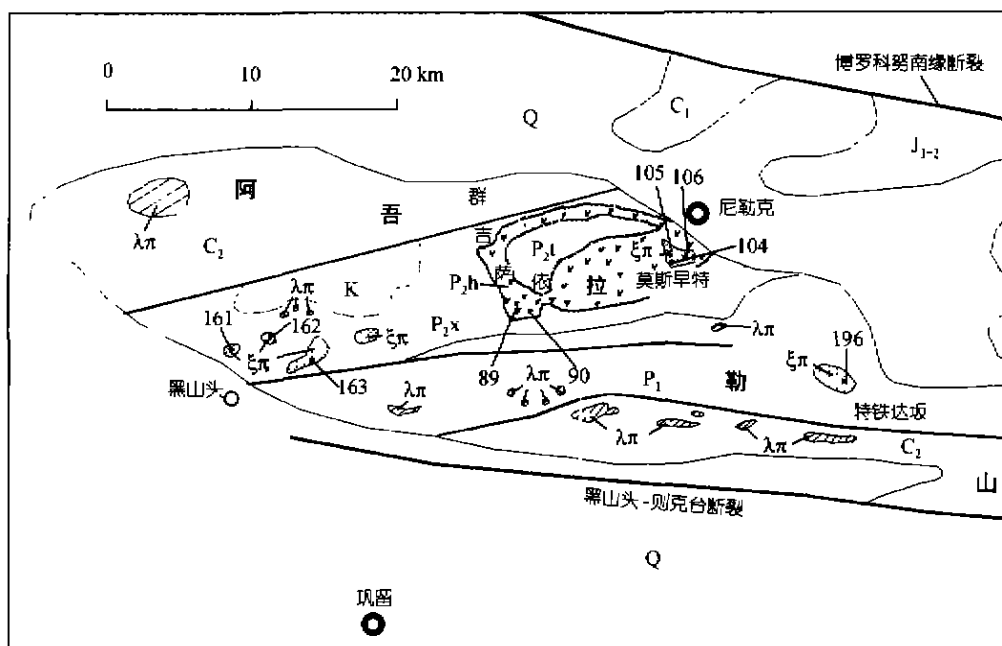 0 10 20 km
博罗科努南缘断裂
C₁
Q
J₁₋₂
阿
群
105
106
尼勒克
吾
λπ
C₂
吉
P₂t
ξπ
104
萨
依
拉
莫斯早特
P₂h
K
λπ
161
162
P₂x
λπ
ξπ
ξπ
196
ξπ
163
89
90
λπ
P₁
勒
黑山头
λπ
特铁达坂
λπ
λπ
C₂
山
黑山头-则克台断裂
Q
巩留